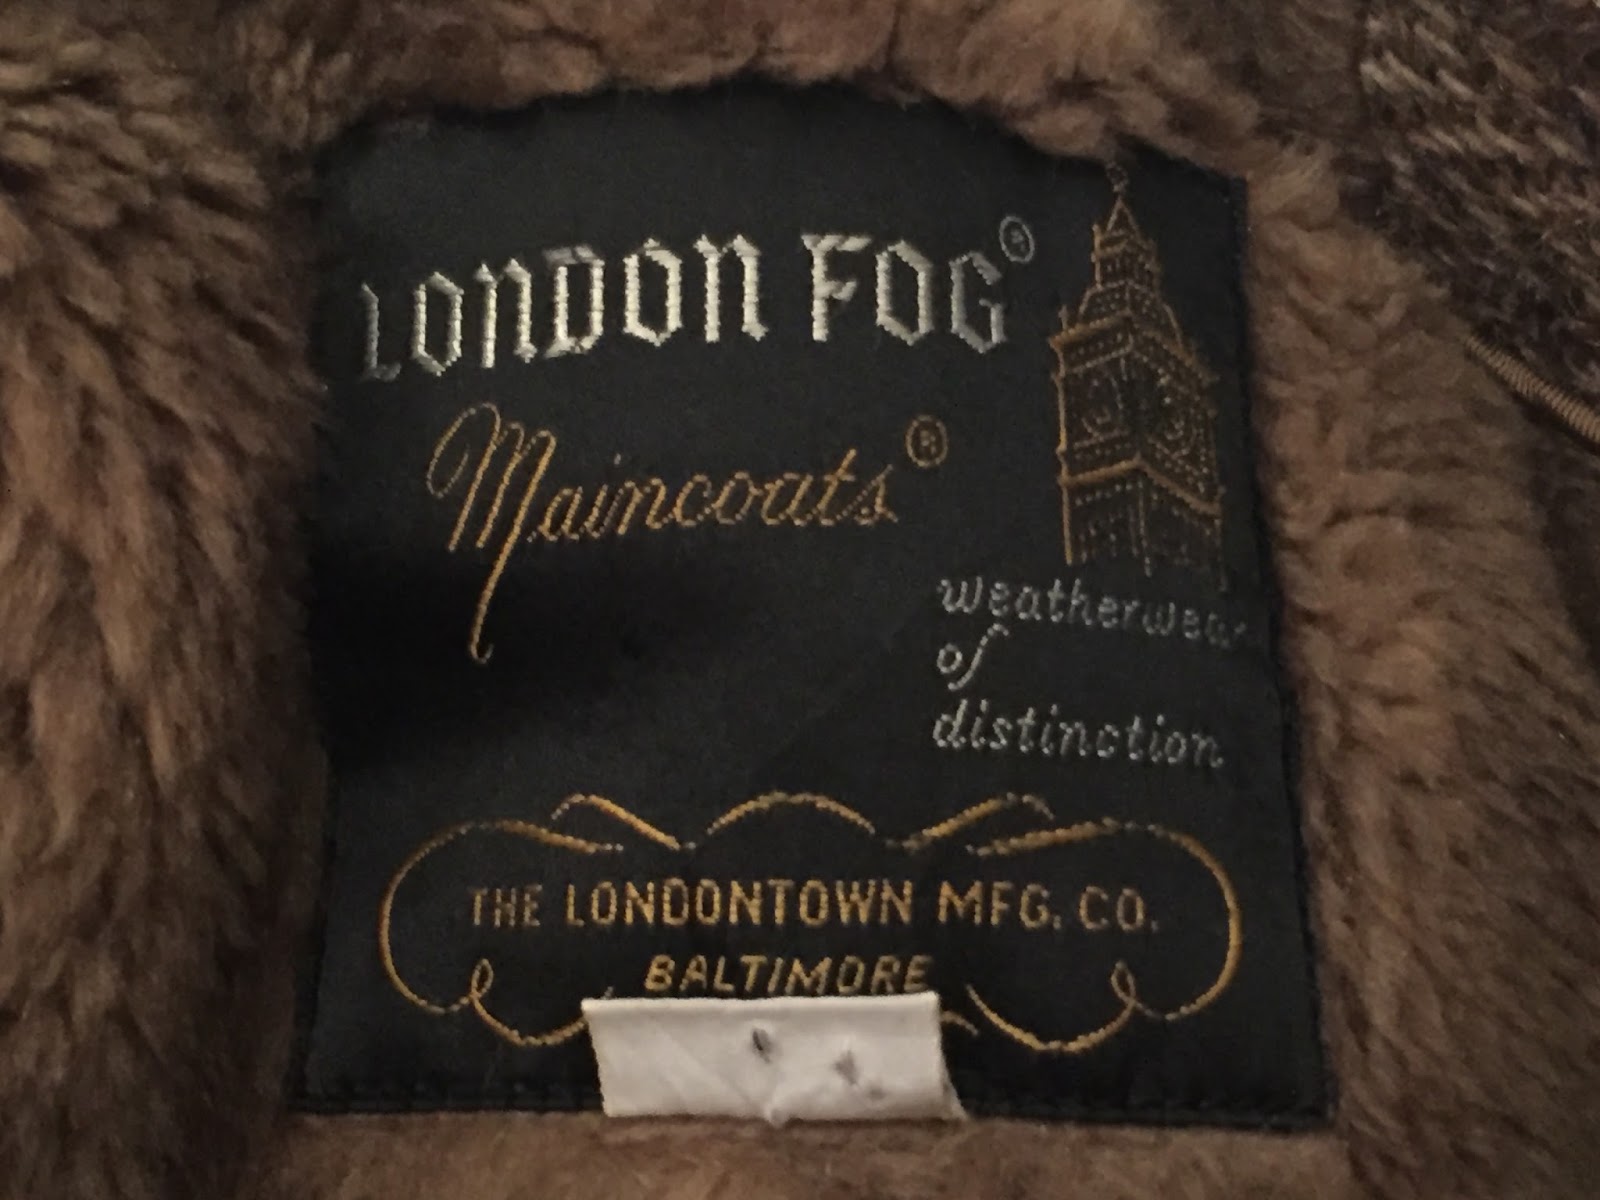 LONDON FOG®
Maincoats®
weatherwear
of
distinction
THE LONDONTOWN MFG. CO.
BALTIMORE